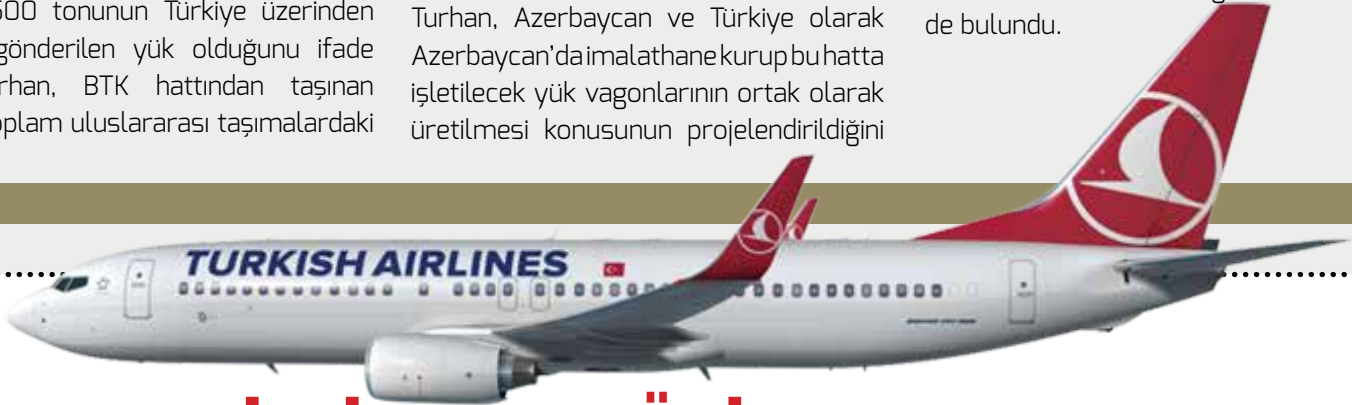 500 tonunun Türkiye üzerinden
gönderilen yük olduğunu ifade
rhan, BTK hattından taşınan
oplam uluslararası taşımalardaki
Turhan, Azerbaycan ve Türkiye olarak
Azerbaycan’da imalathane kurup bu hatta
işletilecek yük vagonlarının ortak olarak
üretilmesi konusunun projelendirildiğini
de bulundu.
TURKISH AIRLINES